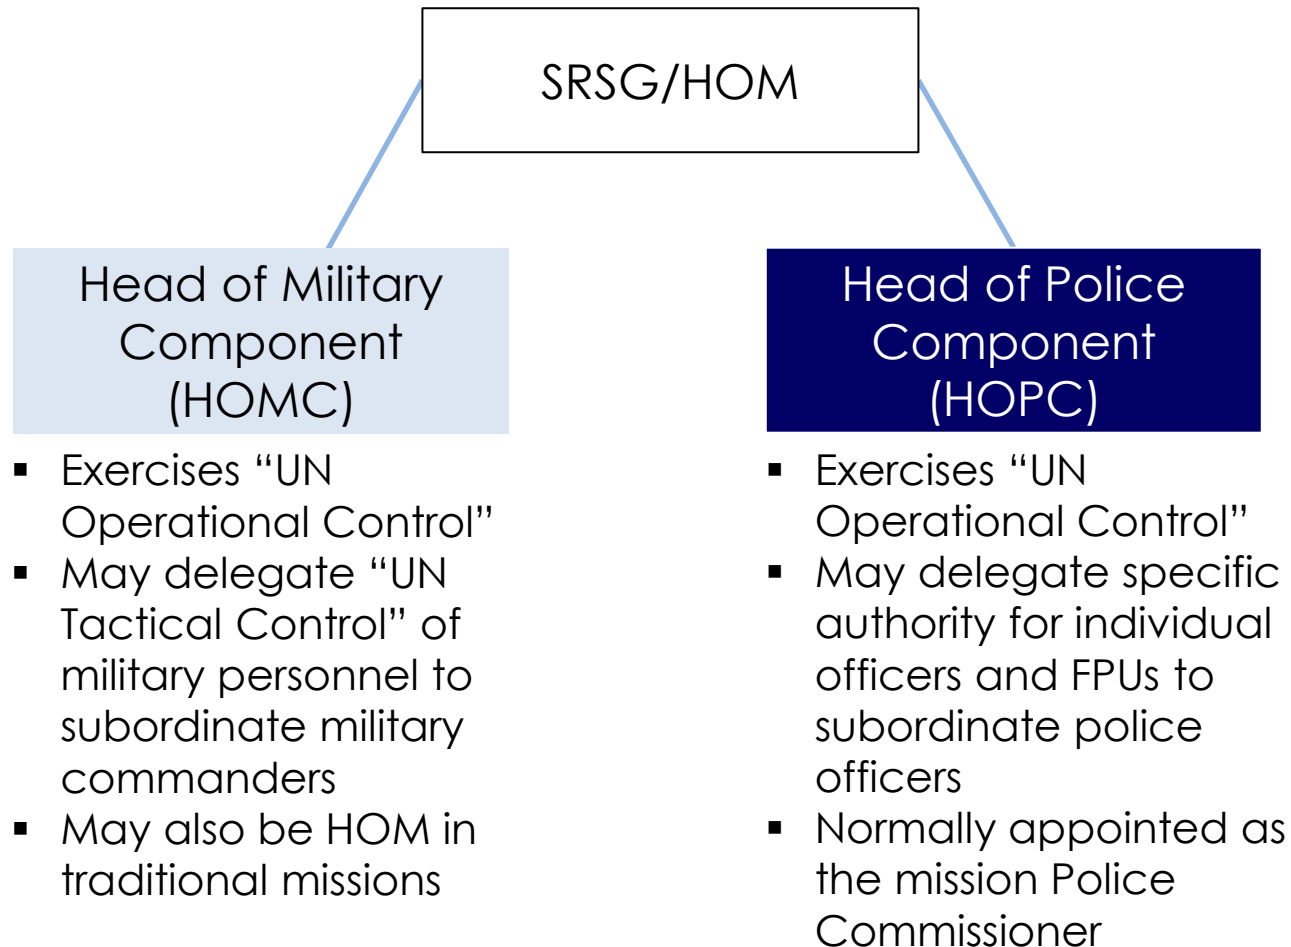 SRSG/HOM
Head of Military
Component
(HOMC)
▪ Exercises “UN
Operational Control”
▪ May delegate “UN
Tactical Control” of
military personnel to
subordinate military
commanders
▪ May also be HOM in
traditional missions
Head of Police
Component
(HOPC)
▪ Exercises “UN
Operational Control”
▪ May delegate specific
authority for individual
officers and FPUs to
subordinate police
officers
▪ Normally appointed as
the mission Police
Commissioner